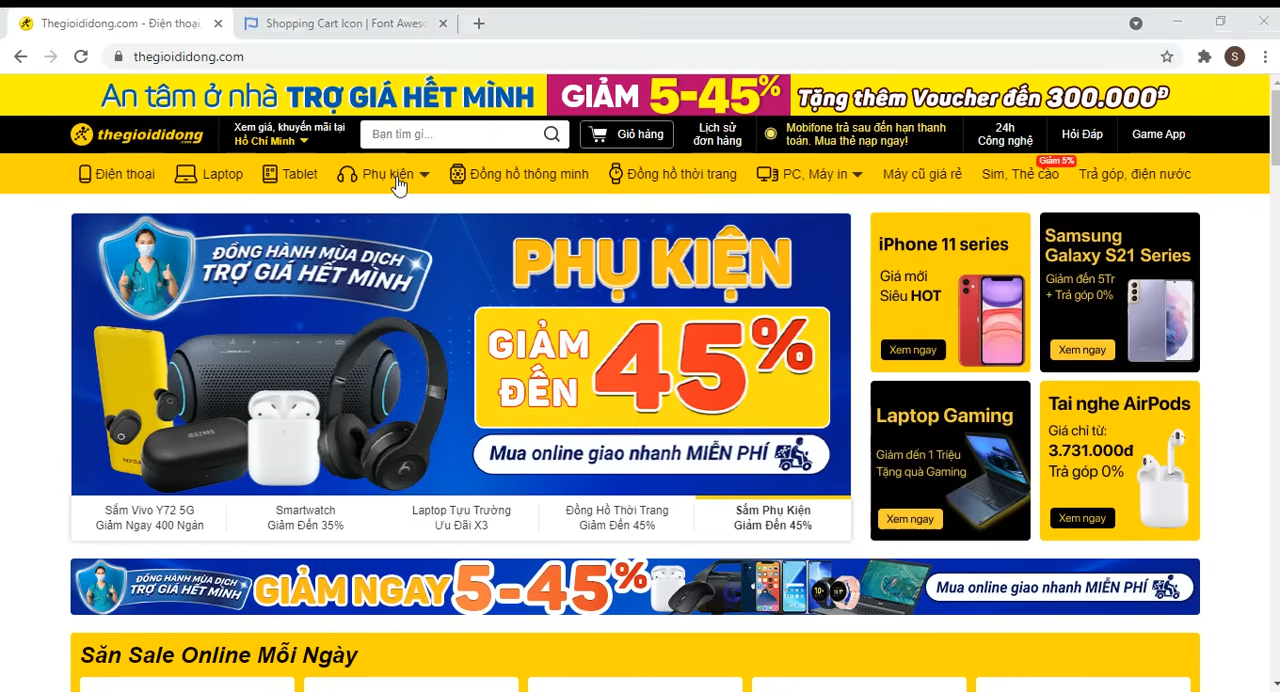 Thegioididong.com - Điện thoại,
Shopping Cart Icon | Font Aweso
thegioididong.com
S
An tâm ở nhà TRỢ GIÁ HẾT MÌNH GIẢM 5-45% Tặng thêm Voucher đến 300.000Đ
thegioididong
.com
Xem giá, khuyến mãi tại
Hồ Chí Minh
Bạn tìm gì...
Giỏ hàng
Lịch sử
đơn hàng
Mobifone trả sau đến hạn thanh
toán. Mua thẻ nạp ngay!
24h
Công nghệ
Hỏi Đáp
Game App
Giảm 5%
Điện thoại Laptop Tablet Phụ kiện Đồng hồ thông minh Đồng hồ thời trang PC, Máy in Máy cũ giá rẻ Sim, Thẻ cào Trả góp, điện nước
ĐỒNG HÀNH MÙA DỊCH
TRỢ GIÁ HẾT MÌNH
PHỤ KIỆN
GIẢM
ĐẾN
45%
Mua online giao nhanh MIỄN PHÍ
iPhone 11 series
Giá mới
Siêu HOT
Xem ngay
Samsung
Galaxy S21 Series
Giảm đến 5Tr
+ Trả góp 0%
Xem ngay
Laptop Gaming
Giảm đến 1 Triệu
Tặng quà Gaming
Xem ngay
Tai nghe AirPods
Giá chỉ từ:
3.731.000đ
Trả góp 0%
Xem ngay
Sắm Vivo Y72 5G
Giảm Ngay 400 Ngàn
Smartwatch
Giảm Đến 35%
Laptop Tựu Trường
Ưu Đãi X3
Đồng Hồ Thời Trang
Giảm Đến 45%
Sắm Phụ Kiện
Giảm Đến 45%
ĐỒNG HÀNH MÙA DỊCH
TRỢ GIÁ HẾT MÌNH
GIẢM NGAY 5-45%
Mua online giao nhanh MIỄN PHÍ
Săn Sale Online Mỗi Ngày